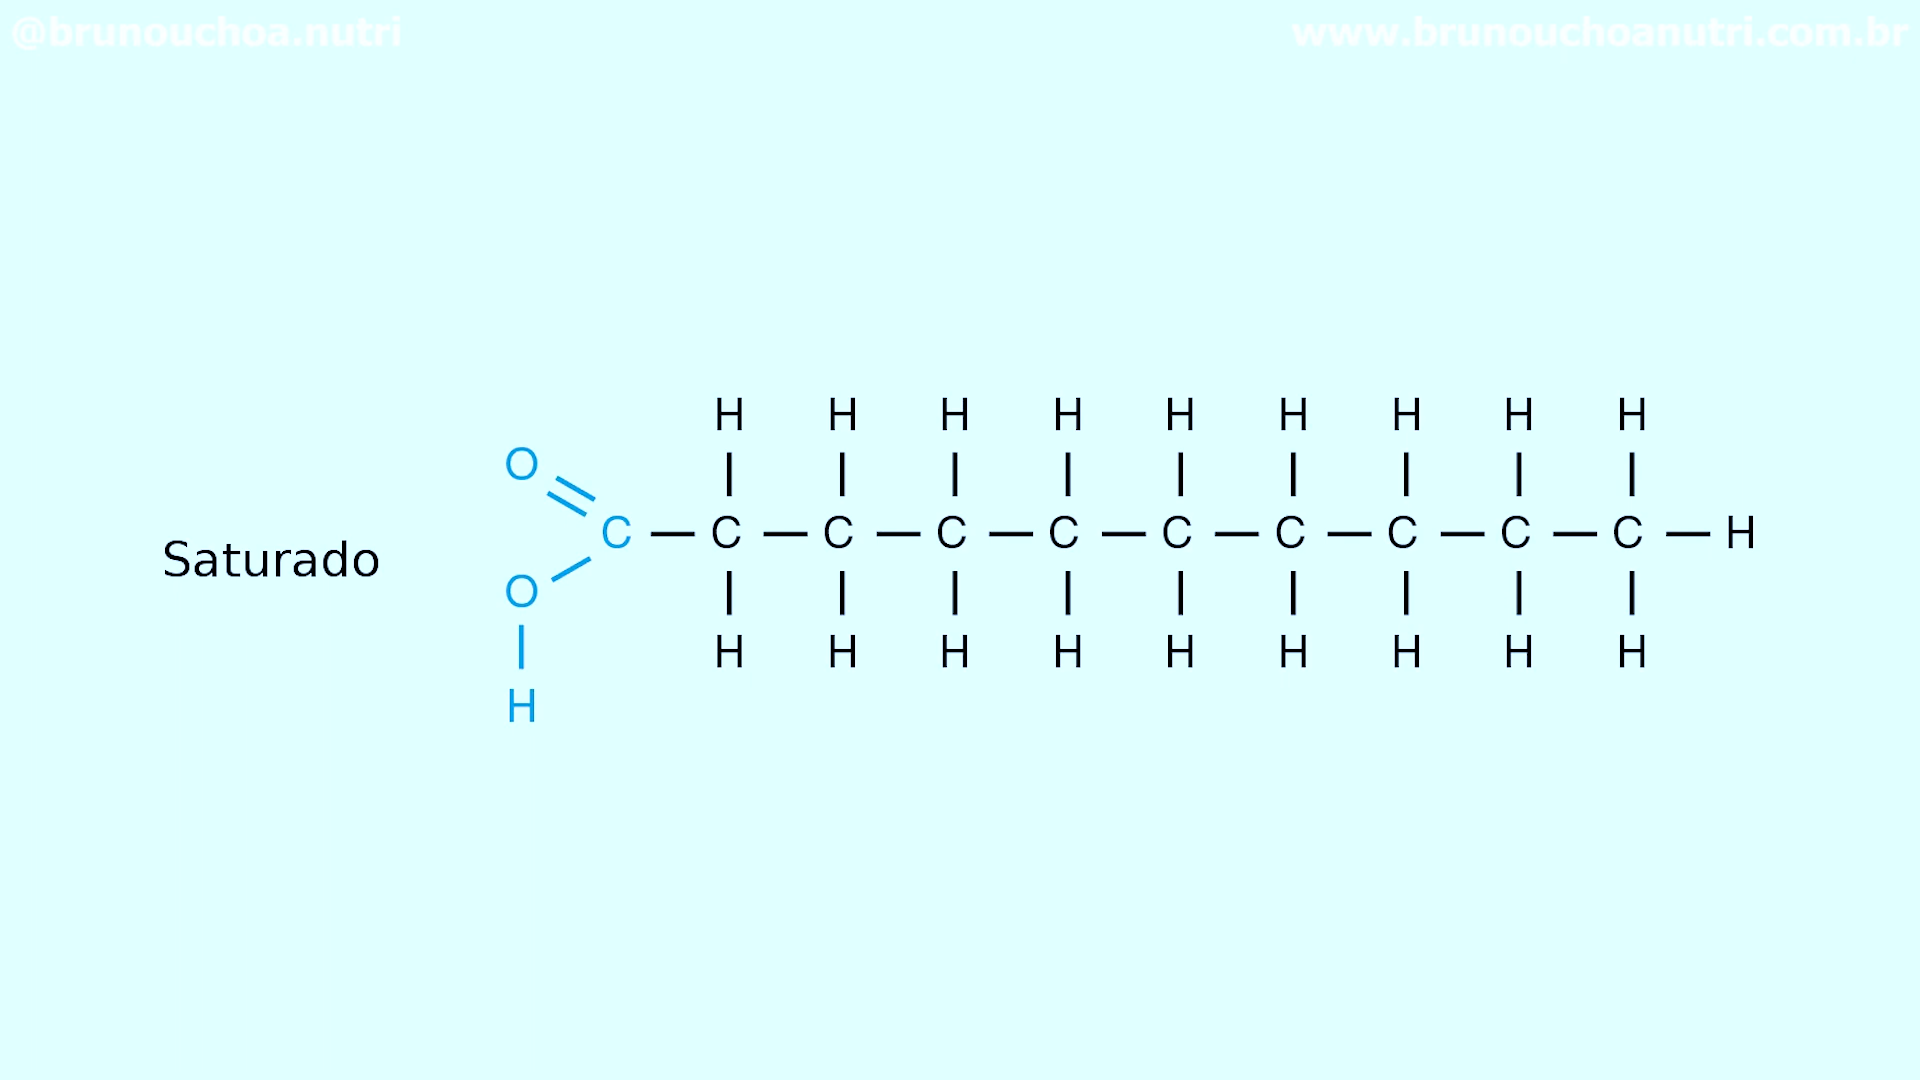 @brunouchoa.nutri www.brunouchoanutri.com.br
H H H H H H H H H
O
C C C C C C C C C C H
Saturado
O
H H H H H H H H H
H